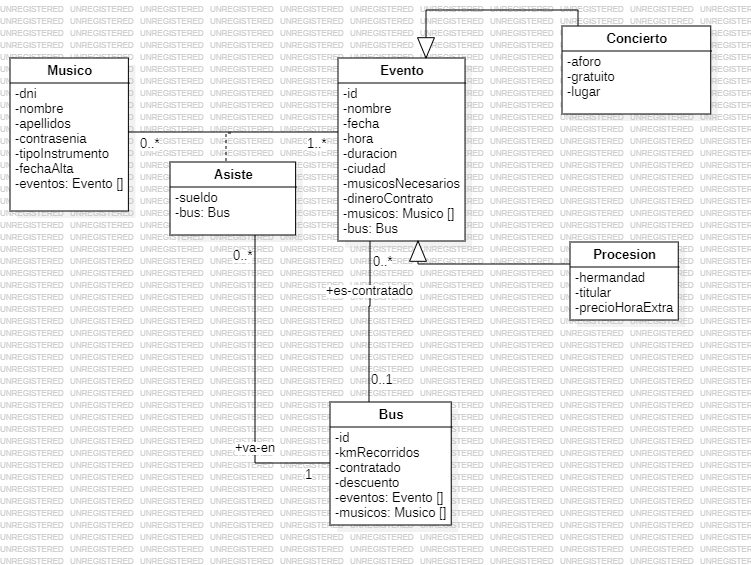 Concierto
-aforo
-gratuito
-lugar
Musico
-dni
-nombre
-apellidos
-contrasenia
-tipoInstrumento
-fechaAlta
-eventos: Evento []
Evento
-id
-nombre
-fecha
-hora
-duracion
-ciudad
-musicosNecesarios
-dineroContrato
-musicos: Musico []
-bus: Bus
0..*
1..*
Asiste
-sueldo
-bus: Bus
0..*
0..*
+es-contratado
0..1
Procesion
-hermandad
-titular
-precioHoraExtra
Bus
-id
-kmRecorridos
-contratado
-descuento
-eventos: Evento []
-musicos: Musico []
+va-en
1
UNREGISTERED